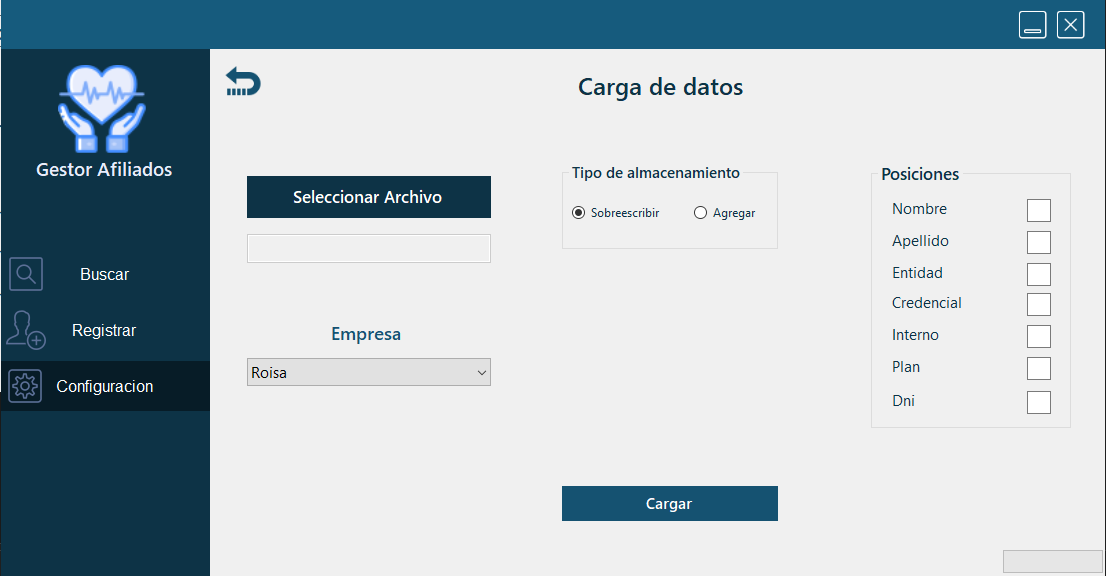 Gestor Afiliados
Buscar
Registrar
Configuracion
Carga de datos
Seleccionar Archivo
Empresa
Roisa
Tipo de almacenamiento
Sobreescribir Agregar
Cargar
Posiciones
Nombre
Apellido
Entidad
Credencial
Interno
Plan
Dni